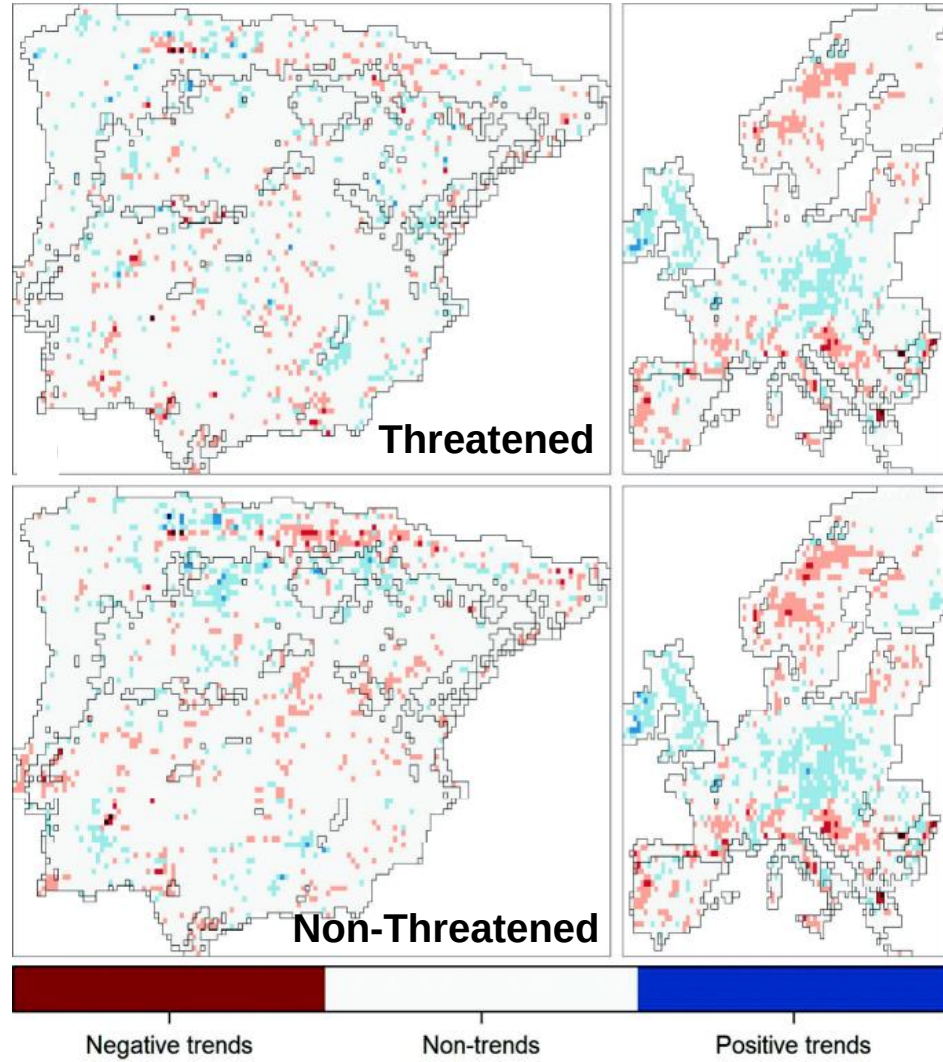 Threatened
Non-Threatened
Negative trends
Non-trends
Positive trends